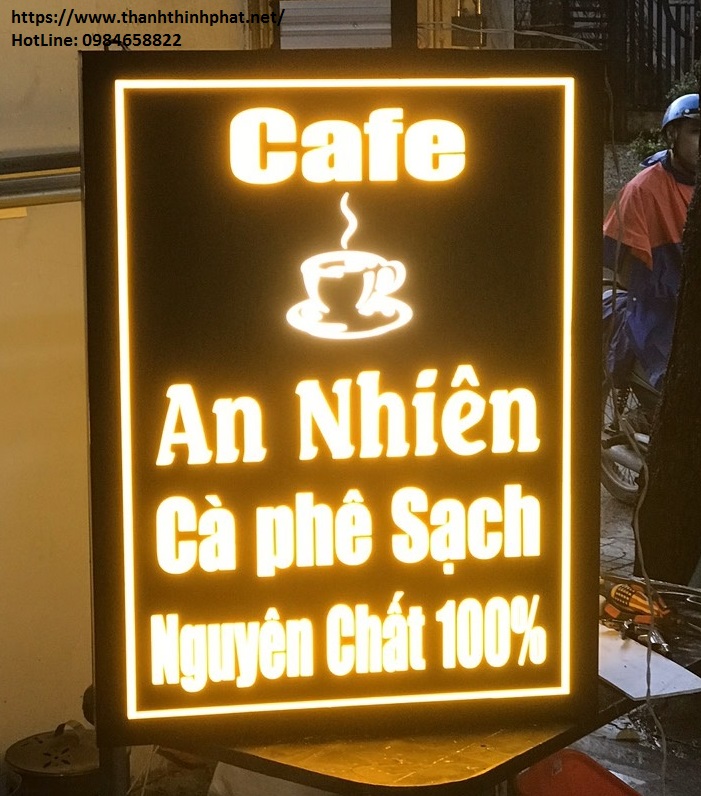 https://www.thanhthinhphat.net/
HotLine: 0984658822
Cafe
An Nhiên
Cà phê Sạch
Nguyên Chất 100%